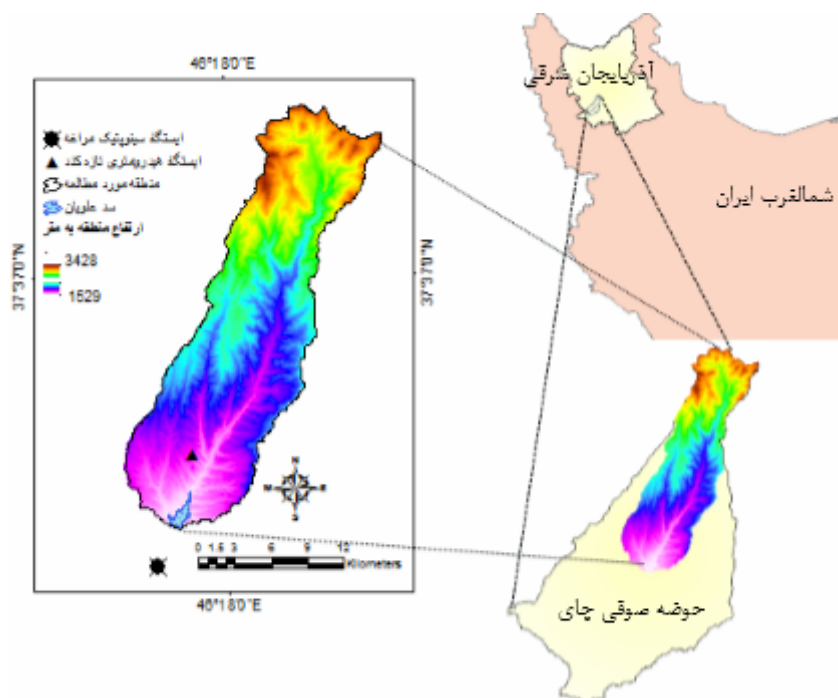 46°18'0"E
ایستگاه سینوپتیک مراغه
ایستگاه هیدرومتری تازه کند
منطقه مورد مطالعه
سد علویان
ارتفاع منطقه به متر
3428
1529
37°37'0"N
37°37'0"N
N
W
E
S
0 1.5 3 6 9 12
Kilometers
46°18'0"E
آذربایجان شرقی
شمالغرب ایران
حوضه صوفی چای